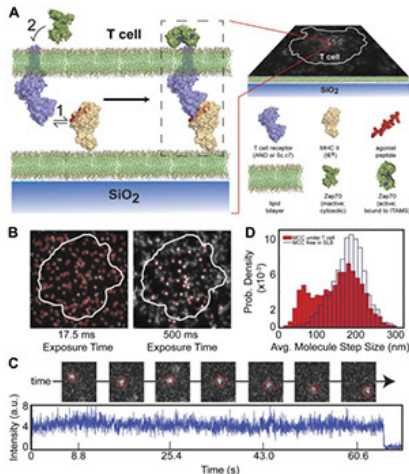 A
T cell
2
1
SiO₂
T cell
SiO₂
T cell receptor
(AND or 5c.c7)
MHC II
(IEᵏ)
agonist
peptide
lipid
bilayer
Zap70
(inactive;
cytosolic)
Zap70
(active;
bound to ITAMS)
B
17.5 ms
Exposure Time
500 ms
Exposure Time
D
MCC under T cell
MCC free in SLB
Prob. Density
(x10⁻³)
10
8
6
4
2
0
0 100 200 300
Avg. Molecule Step Size (nm)
C
time
Intensity (a.u.)
8
4
0
0 8.8 25.4 43.0 60.6
Time (s)